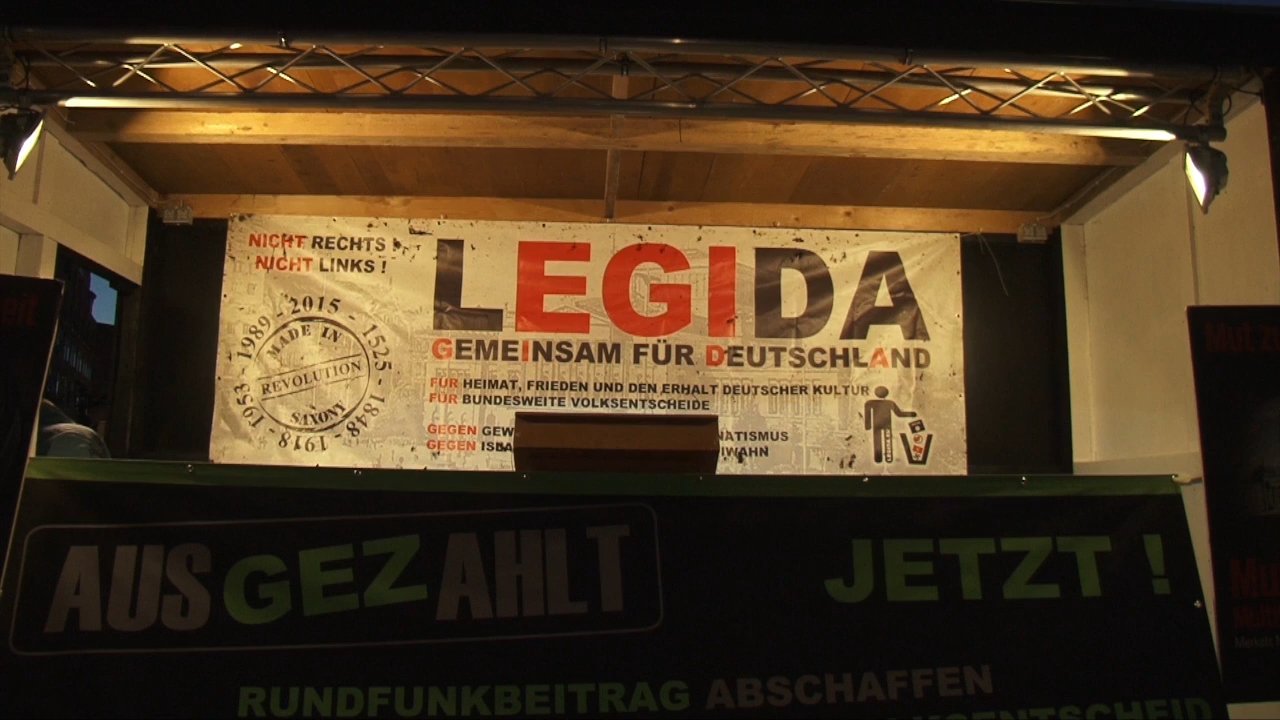 NICHT RECHTS !
NICHT LINKS !
LEGIDA
GEMEINSAM FÜR DEUTSCHLAND
FÜR HEIMAT, FRIEDEN UND DEN ERHALT DEUTSCHER KULTUR
FÜR BUNDESWEITE VOLKSENTSCHEIDE
GEGEN
GEGEN
1525 - 1848 - 1918 - 1953 - 1989 - 2015 -
MADE IN
REVOLUTION
SAXONY
AUSGEZAHLT
JETZT !
RUNDFUNKBEITRAG ABSCHAFFEN